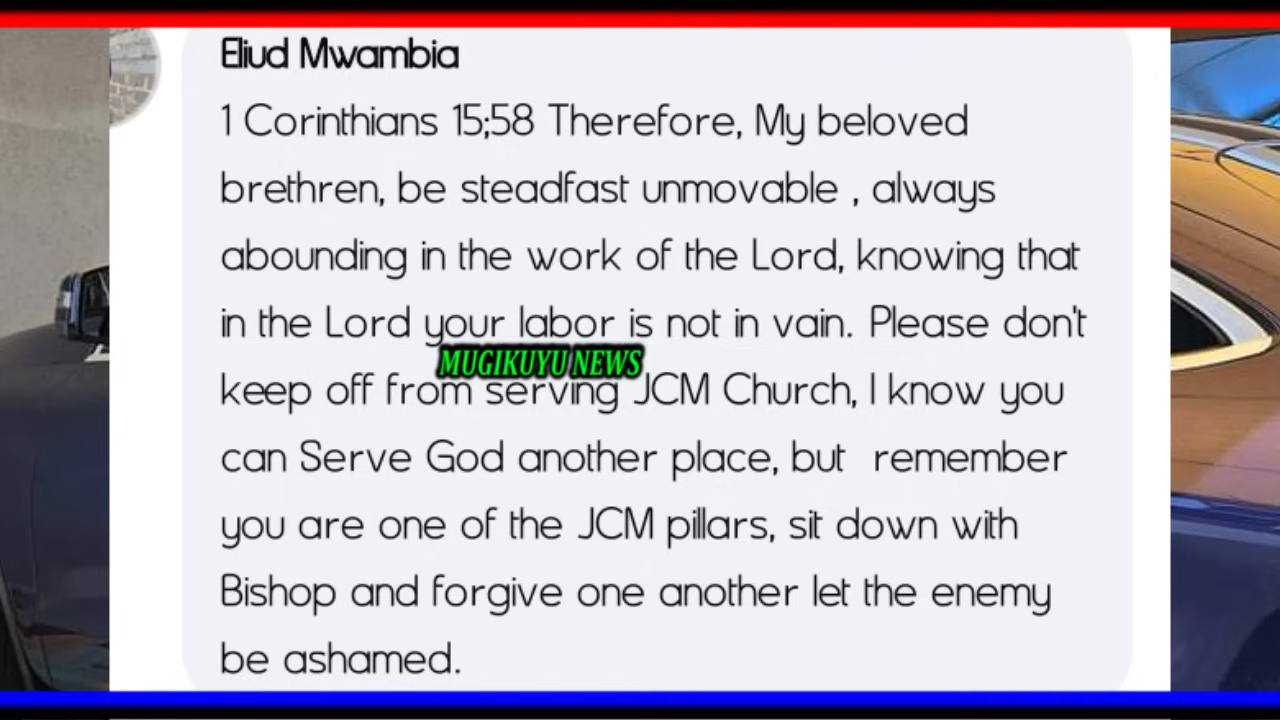 Eliud Mwambia
1 Corinthians 15;58 Therefore, My beloved
brethren, be steadfast unmovable , always
abounding in the work of the Lord, knowing that
in the Lord your labor is not in vain. Please don't
MUGIKUYU NEWS
keep off from serving JCM Church, I know you
can Serve God another place, but remember
you are one of the JCM pillars, sit down with
Bishop and forgive one another let the enemy
be ashamed.